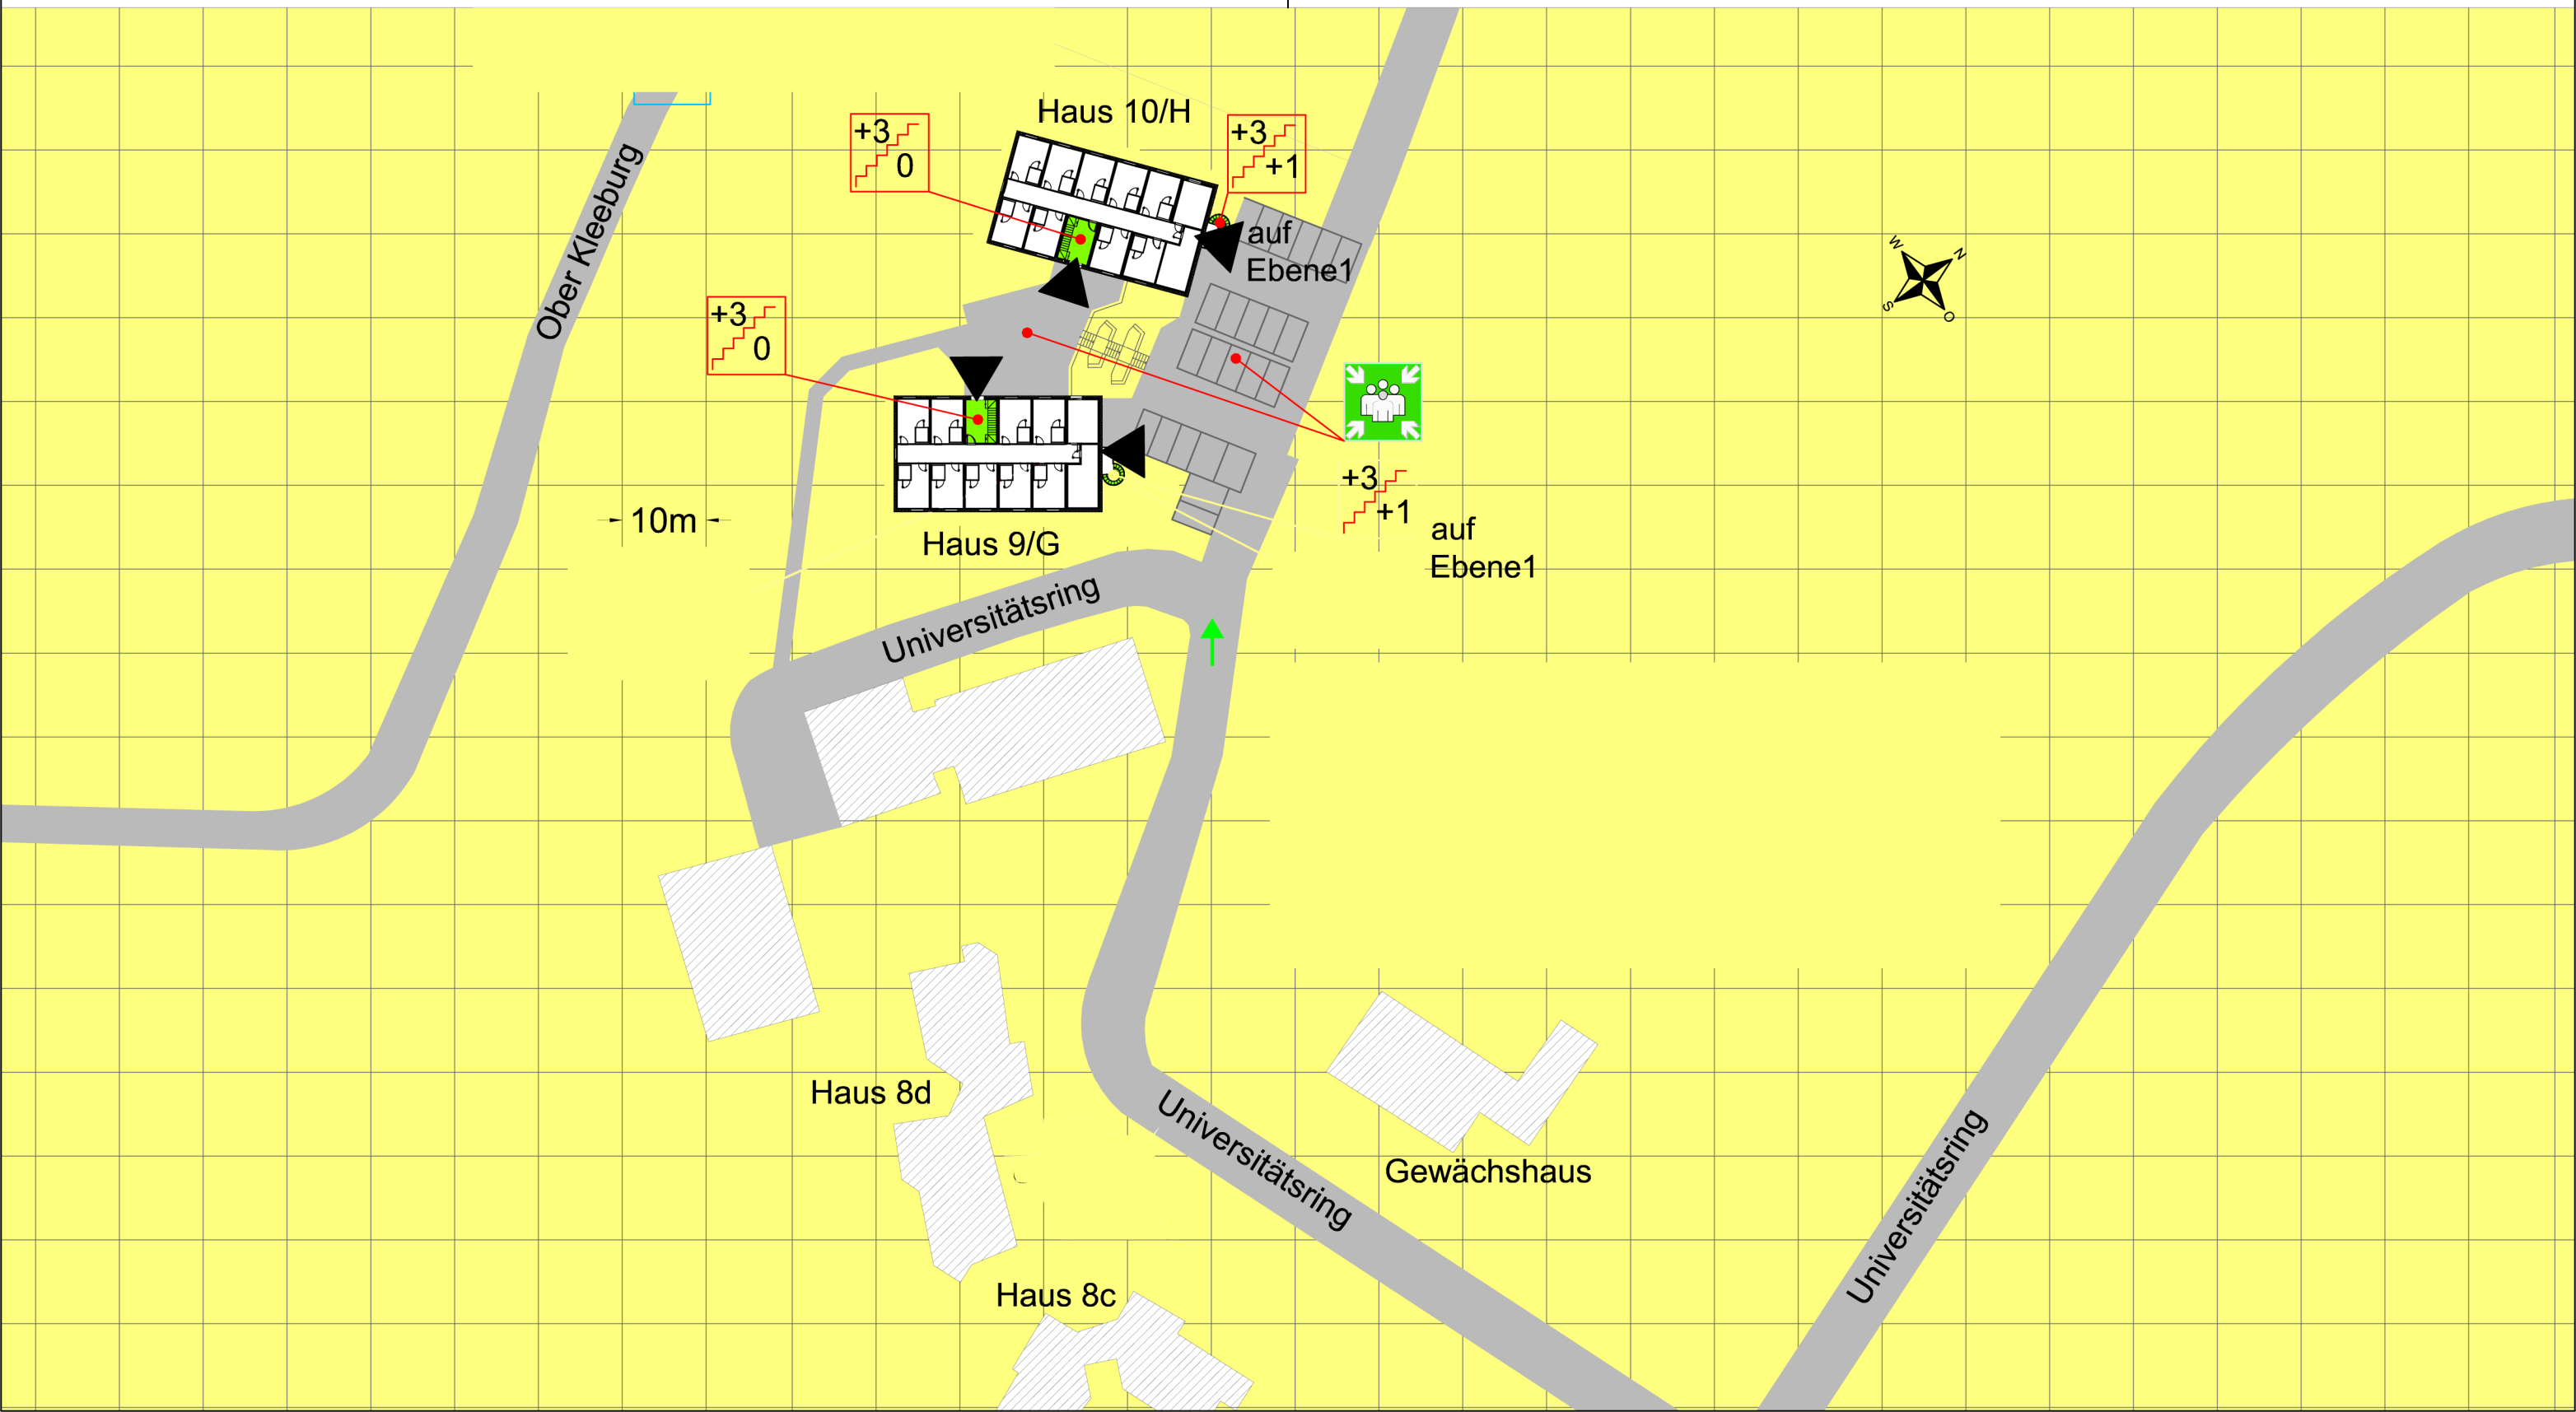 Haus 10/H
+3
0
+3
+1
Ober Kleeburg
auf
Ebene1
W
N
S
O
+3
0
+3
+1
10m
auf
Ebene1
Haus 9/G
Universitätsring
Haus 8d
Universitätsring
Gewächshaus
Universitätsring
Haus 8c